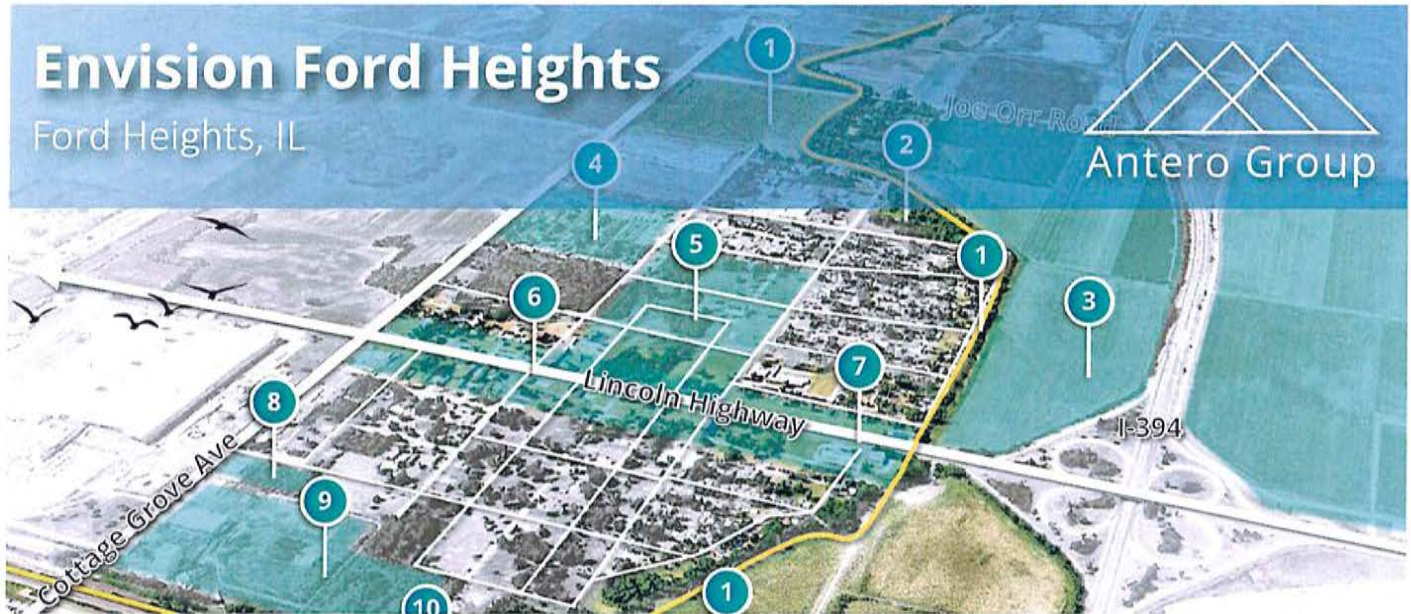 Envision Ford Heights
Ford Heights, IL
Antero Group
Joe Orr Road
1
2
4
5
1
3
6
7
Lincoln Highway
I-394
8
Cottage Grove Ave
9
10
1